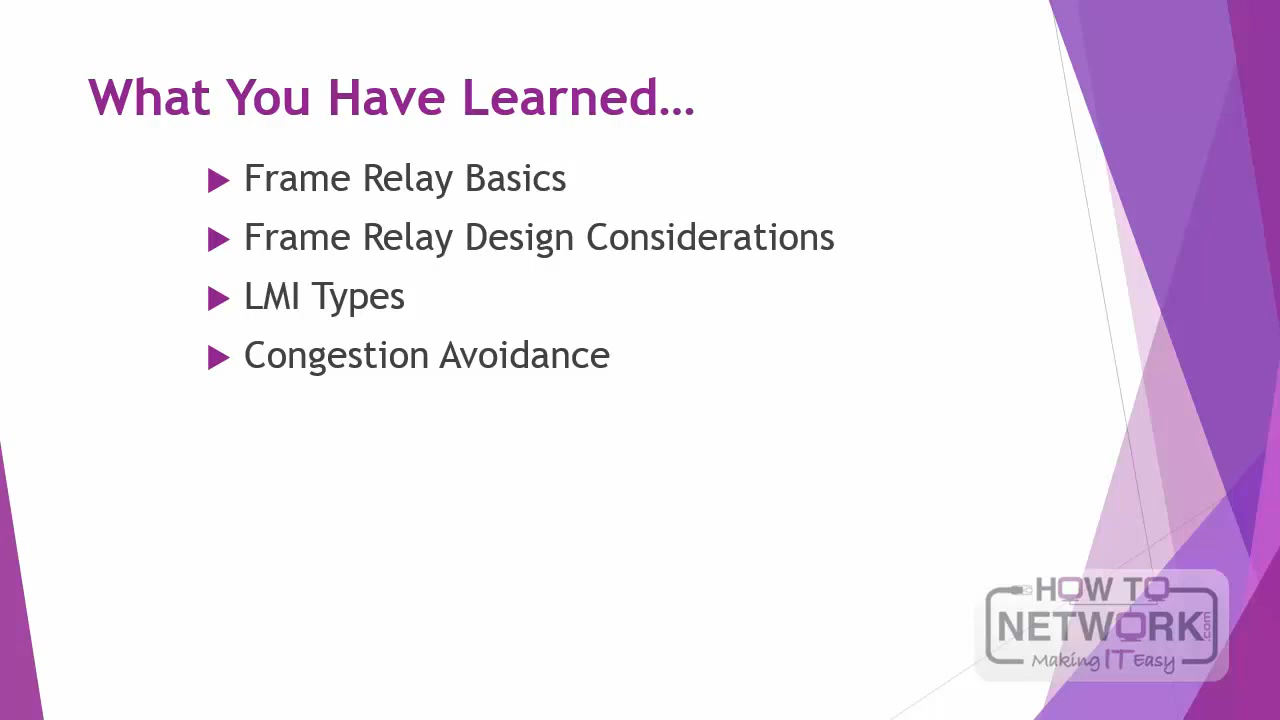 What You Have Learned…
Frame Relay Basics
Frame Relay Design Considerations
LMI Types
Congestion Avoidance
HOW TO
NETWORK.com
Making IT Easy